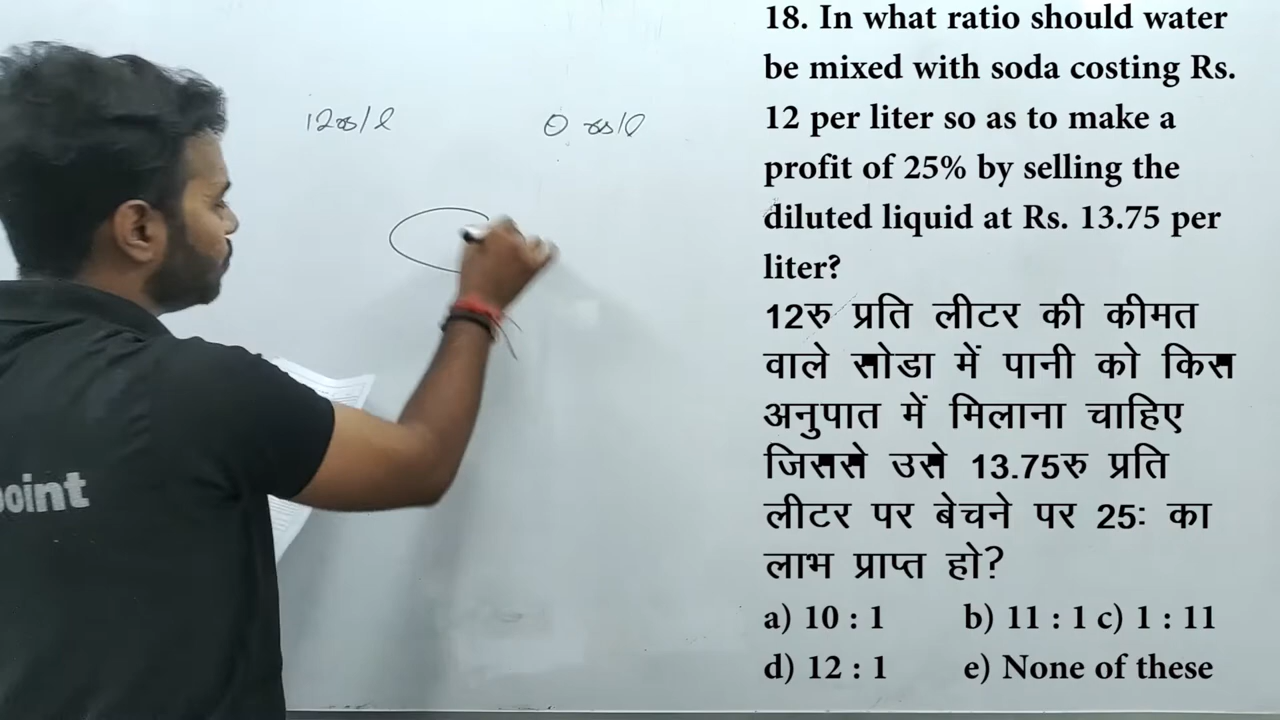 12rs/l 0 rs/l
point
18. In what ratio should water
be mixed with soda costing Rs.
12 per liter so as to make a
profit of 25% by selling the
diluted liquid at Rs. 13.75 per
liter?
12रु प्रति लीटर की कीमत
वाले सोडा में पानी को किस
अनुपात में मिलाना चाहिए
जिससे उसे 13.75रु प्रति
लीटर पर बेचने पर 25: का
लाभ प्राप्त हो?
a) 10 : 1 b) 11 : 1 c) 1 : 11
d) 12 : 1 e) None of these